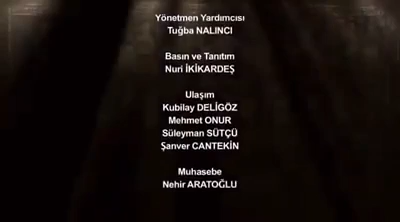 Yönetmen Yardımcısı
Tuğba NALINCI
Basın ve Tanıtım
Nuri İKİKARDEŞ
Ulaşım
Kubilay DELİGÖZ
Mehmet ONUR
Süleyman SÜTÇÜ
Şanver CANTEKİN
Muhasebe
Nehir ARATOĞLU